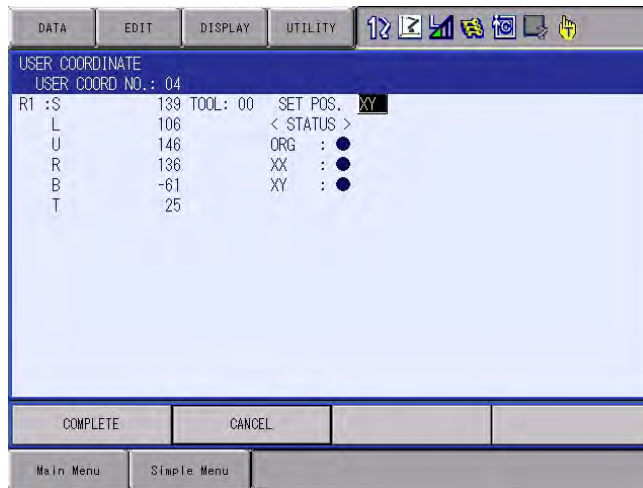 DATA EDIT DISPLAY UTILITY
USER COORDINATE
USER COORD NO.: 04
R1 :S 139 TOOL: 00 SET POS. XY
L 106 < STATUS >
U 146 ORG : ●
R 136 XX : ●
B -61 XY : ●
T 25
COMPLETE CANCEL
Main Menu Simple Menu